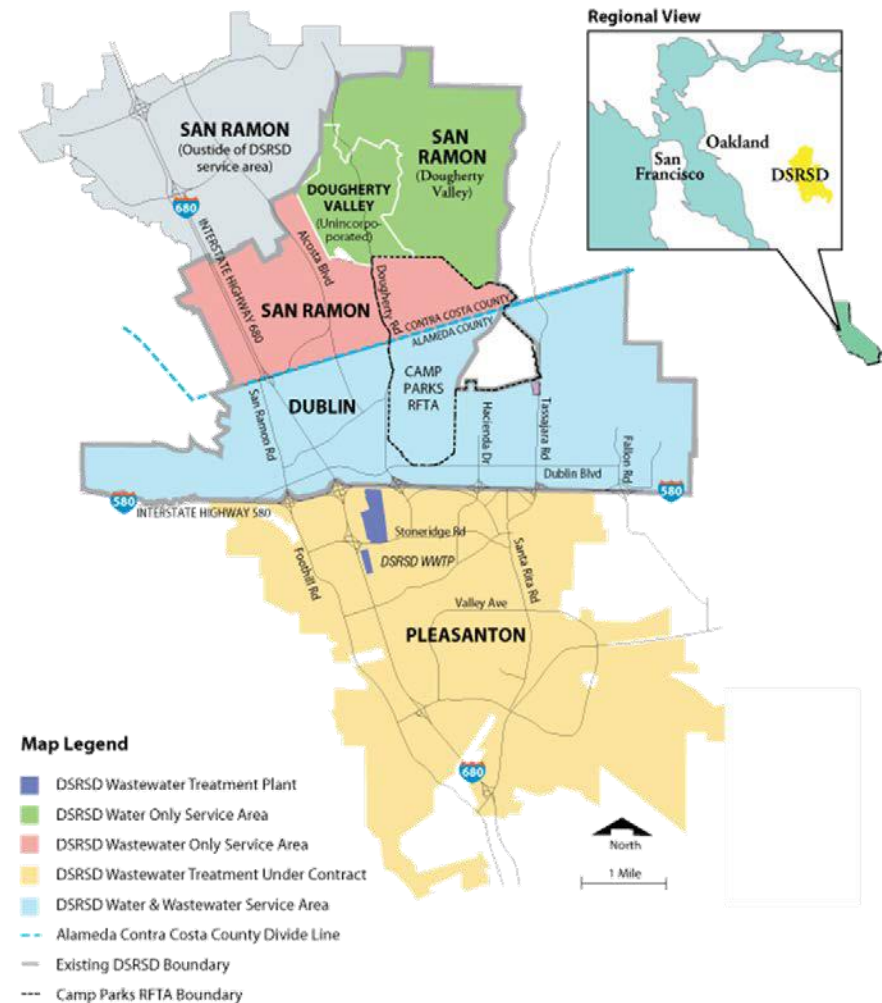 Regional View
Oakland
San
Francisco
DSRSD
SAN RAMON
(Oustide of DSRSD
service area)
SAN
RAMON
(Dougherty
Valley)
DOUGHERTY
VALLEY
(Unincorpo-
porated)
680
INTERSTATE HIGHWAY 680
Alcosta Blvd
Dougherty Rd.
SAN RAMON
CONTRA COSTA COUNTY
ALAMEDA COUNTY
CAMP
PARKS
RFTA
DUBLIN
San Ramon Rd
Hacienda Dr
Tassajara Rd
Fallon Rd
Dublin Blvd
580
580
INTERSTATE HIGHWAY 580
Stoneridge Rd
DSRSD WWTP
Foothill Rd
Santa Rita Rd
Valley Ave
PLEASANTON
680
North
1 Mile
Map Legend
DSRSD Wastewater Treatment Plant
DSRSD Water Only Service Area
DSRSD Wastewater Only Service Area
DSRSD Wastewater Treatment Under Contract
DSRSD Water & Wastewater Service Area
Alameda Contra Costa County Divide Line
Existing DSRSD Boundary
Camp Parks RFTA Boundary